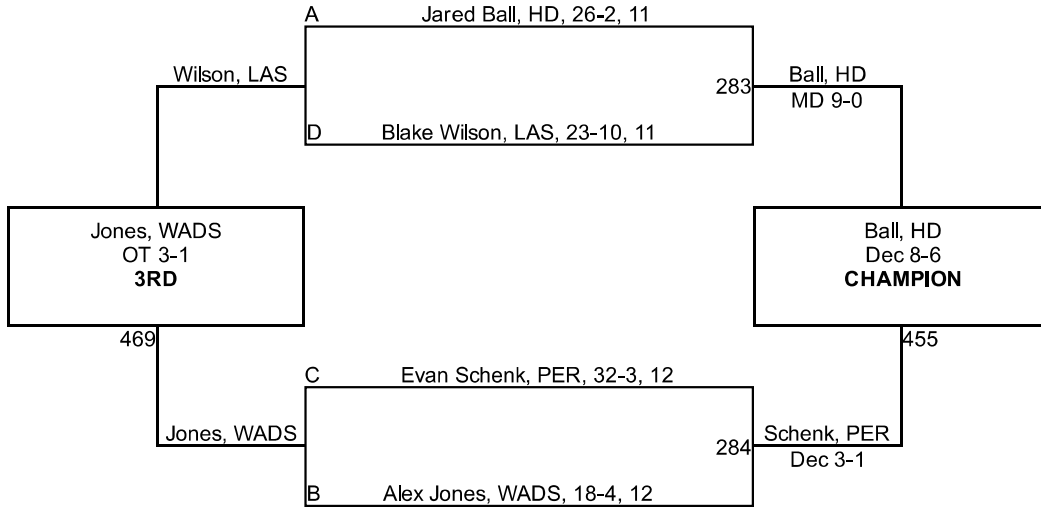 A
Jared Ball, HD, 26-2, 11
Wilson, LAS
283
Ball, HD
MD 9-0
D
Blake Wilson, LAS, 23-10, 11
Jones, WADS
OT 3-1
3RD
Ball, HD
Dec 8-6
CHAMPION
469
455
C
Evan Schenk, PER, 32-3, 12
Jones, WADS
284
Schenk, PER
Dec 3-1
B
Alex Jones, WADS, 18-4, 12